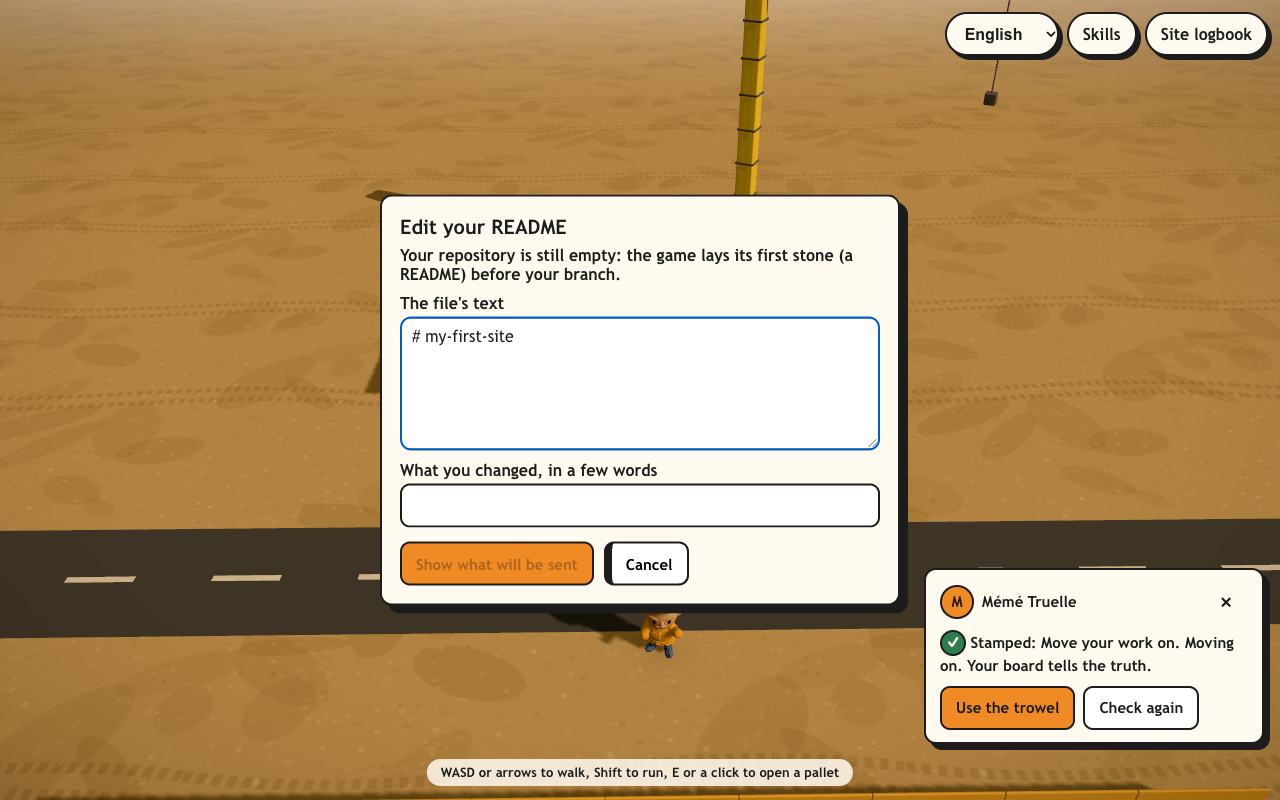 English
Skills
Site logbook
Edit your README
Your repository is still empty: the game lays its first stone (a
README) before your branch.
The file's text
# my-first-site
What you changed, in a few words
Show what will be sent
Cancel
M
Mémé Truelle
×
Stamped: Move your work on. Moving
on. Your board tells the truth.
Use the trowel
Check again
WASD or arrows to walk, Shift to run, E or a click to open a pallet